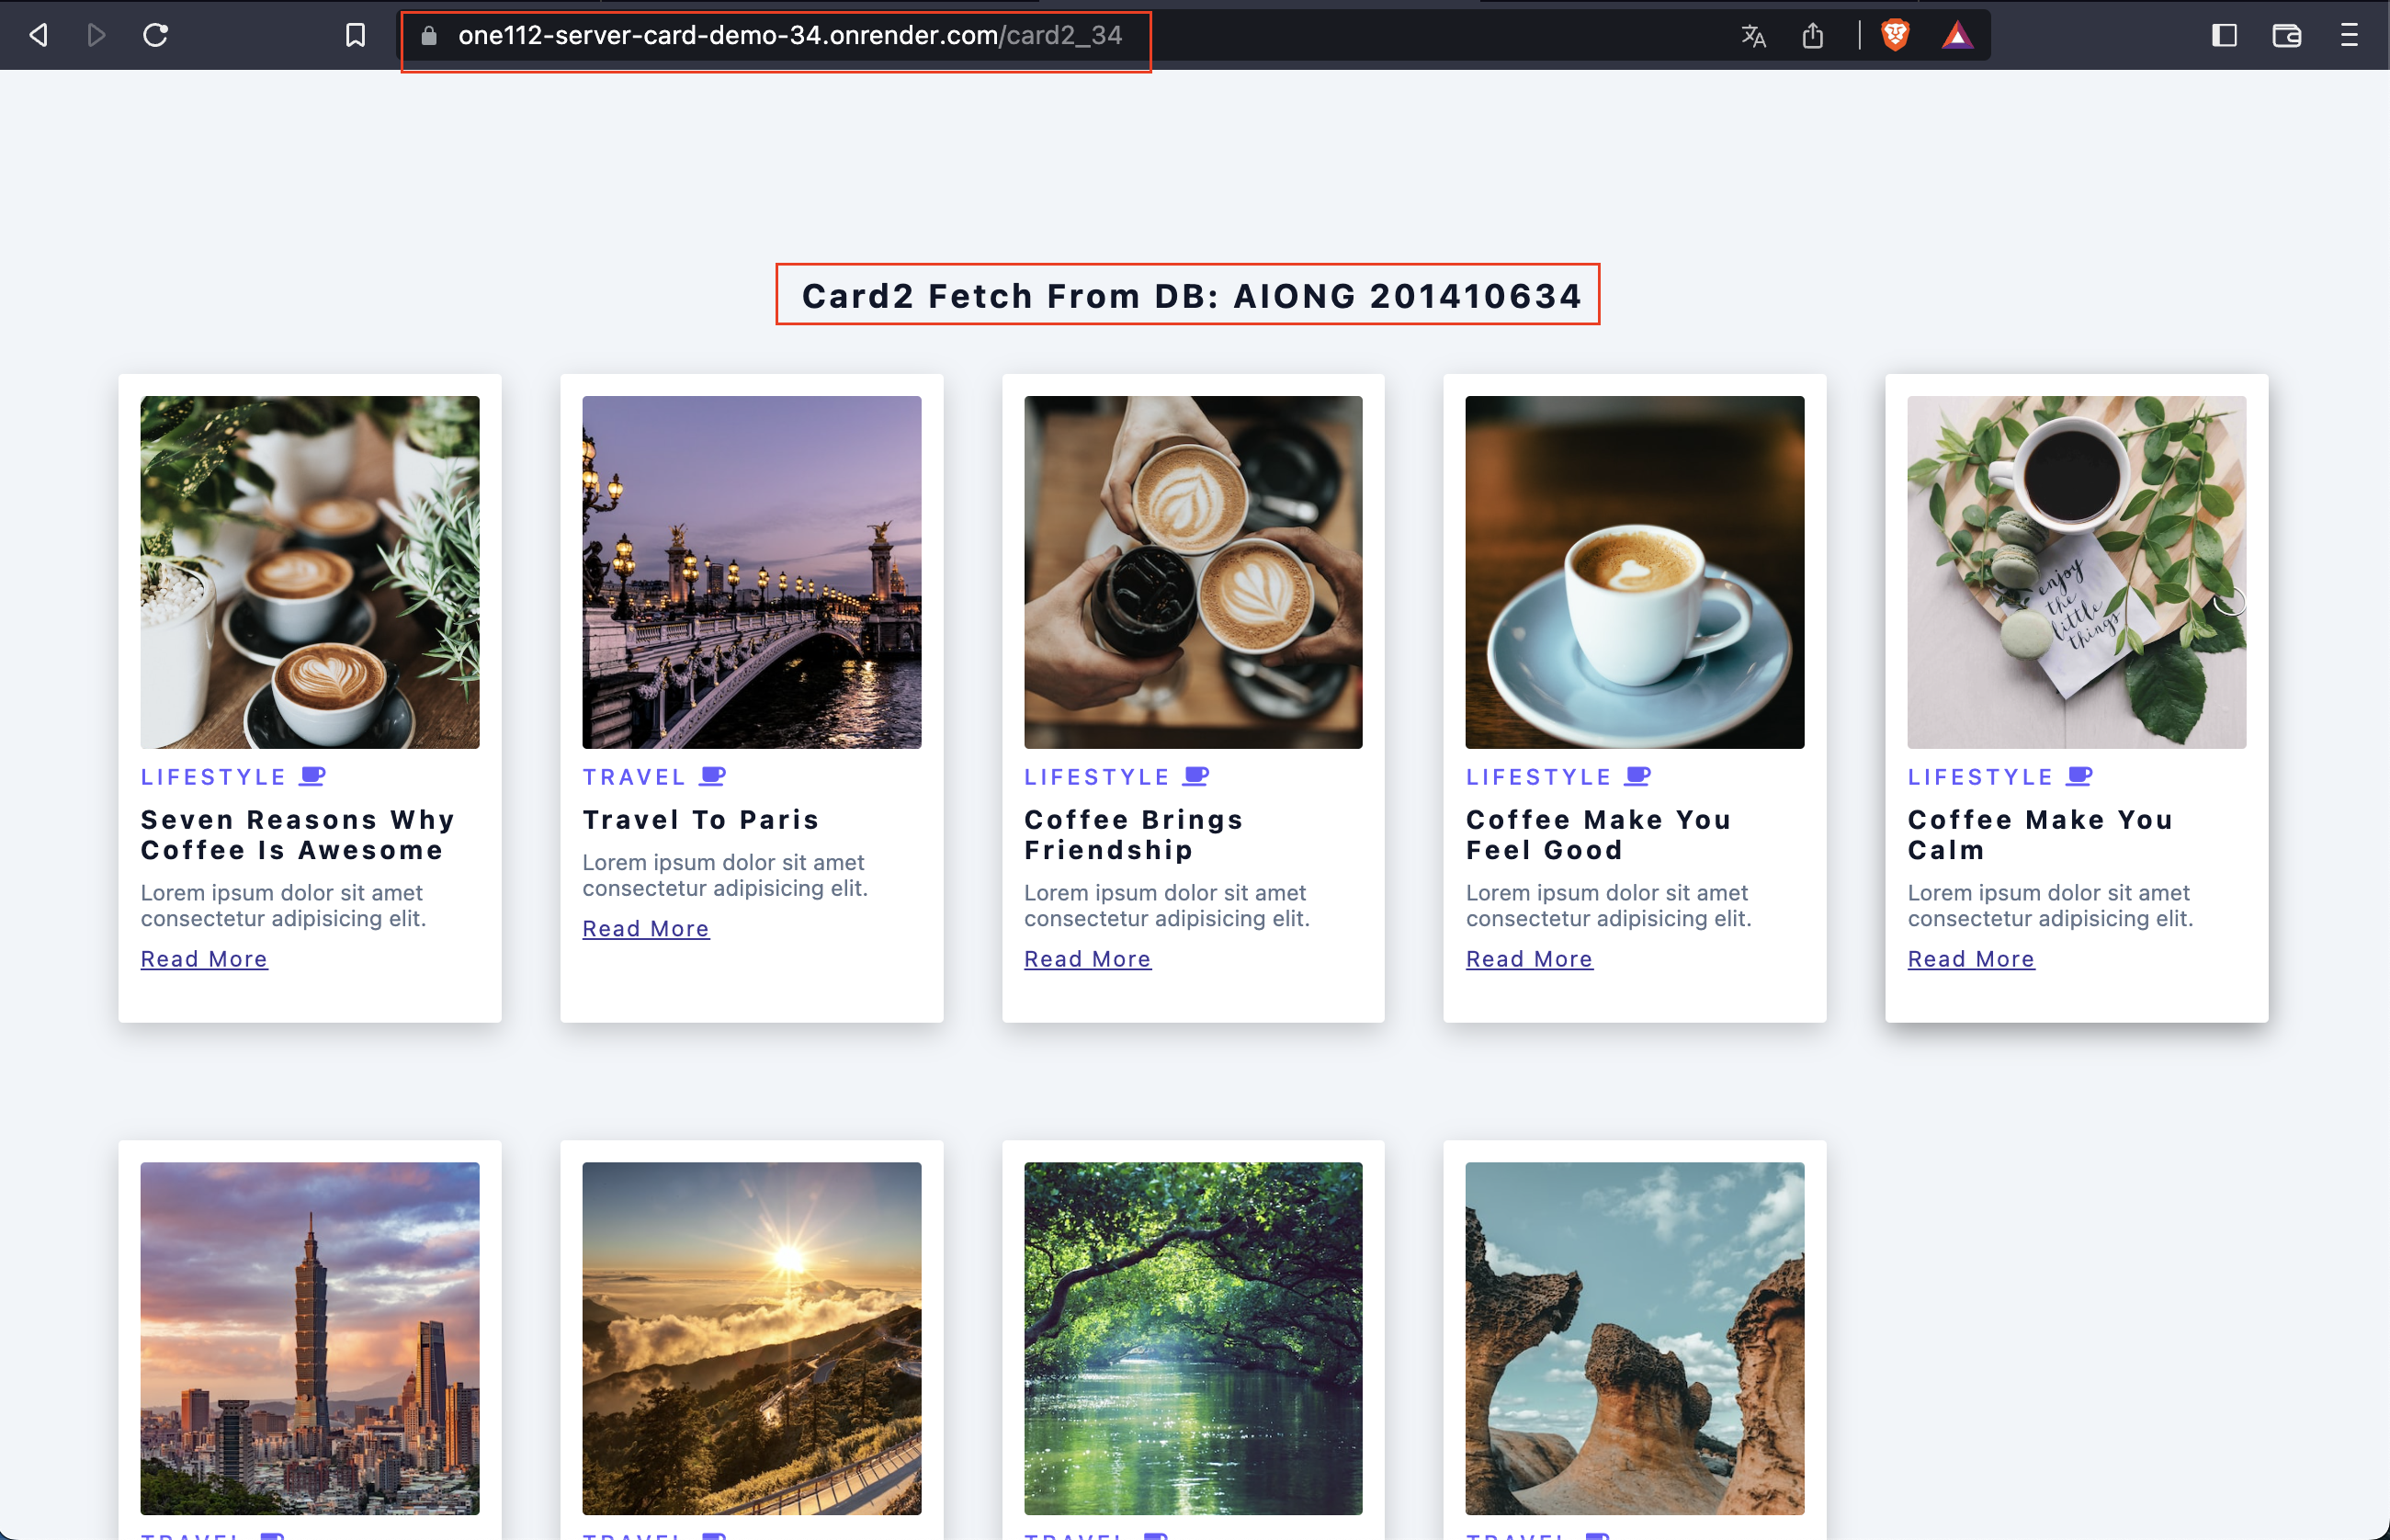 one112-server-card-demo-34.onrender.com/card2_34
Card2 Fetch From DB: AIONG 201410634
enjoy
the
little
things
LIFESTYLE
Seven Reasons Why
Coffee Is Awesome
Lorem ipsum dolor sit amet
consectetur adipisicing elit.
Read More
TRAVEL
Travel To Paris
Lorem ipsum dolor sit amet
consectetur adipisicing elit.
Read More
LIFESTYLE
Coffee Brings
Friendship
Lorem ipsum dolor sit amet
consectetur adipisicing elit.
Read More
LIFESTYLE
Coffee Make You
Feel Good
Lorem ipsum dolor sit amet
consectetur adipisicing elit.
Read More
LIFESTYLE
Coffee Make You
Calm
Lorem ipsum dolor sit amet
consectetur adipisicing elit.
Read More
TRAVEL
TRAVEL
TRAVEL
TRAVEL